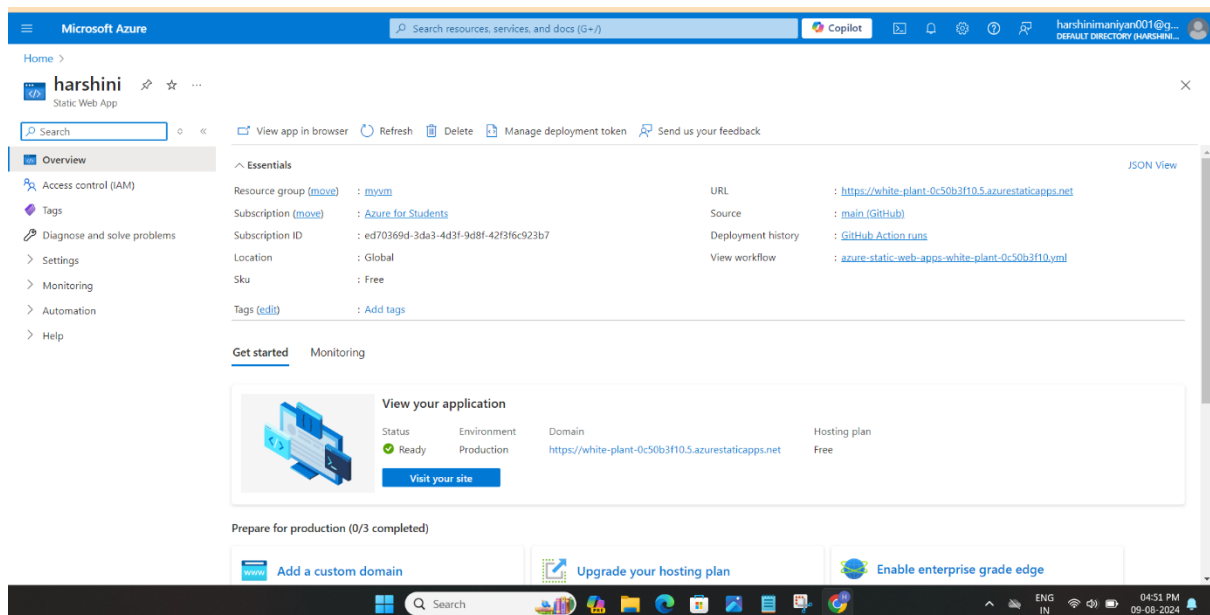 Microsoft Azure
Search resources, services, and docs (G+/)
Copilot
harshinimaniyan001@g...
DEFAULT DIRECTORY (HARSHINI...
Home >
harshini
Static Web App
Search
View app in browser Refresh Delete Manage deployment token Send us your feedback
Overview
Access control (IAM)
Tags
Diagnose and solve problems
Settings
Monitoring
Automation
Help
Essentials
JSON View
Resource group (move) : myvm
Subscription (move) : Azure for Students
Subscription ID : ed70369d-3da3-4d3f-9d8f-42f3f6c923b7
Location : Global
Sku : Free
Tags (edit) : Add tags
URL : https://white-plant-0c50b3f10.5.azurestaticapps.net
Source : main (GitHub)
Deployment history : GitHub Action runs
View workflow : azure-static-web-apps-white-plant-0c50b3f10.yml
Get started Monitoring
View your application
Status Environment Domain Hosting plan
Ready Production https://white-plant-0c50b3f10.5.azurestaticapps.net Free
Visit your site
Prepare for production (0/3 completed)
www
Add a custom domain
Upgrade your hosting plan
Enable enterprise grade edge
Search
ENG
IN
04:51 PM
09-08-2024